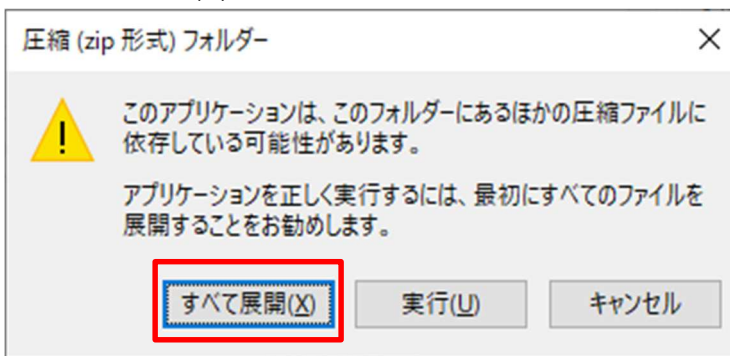 圧縮 (zip 形式) フォルダー
このアプリケーションは、このフォルダーにあるほかの圧縮ファイルに
依存している可能性があります。
アプリケーションを正しく実行するには、最初にすべてのファイルを
展開することをお勧めします。
すべて展開(X) 実行(U) キャンセル